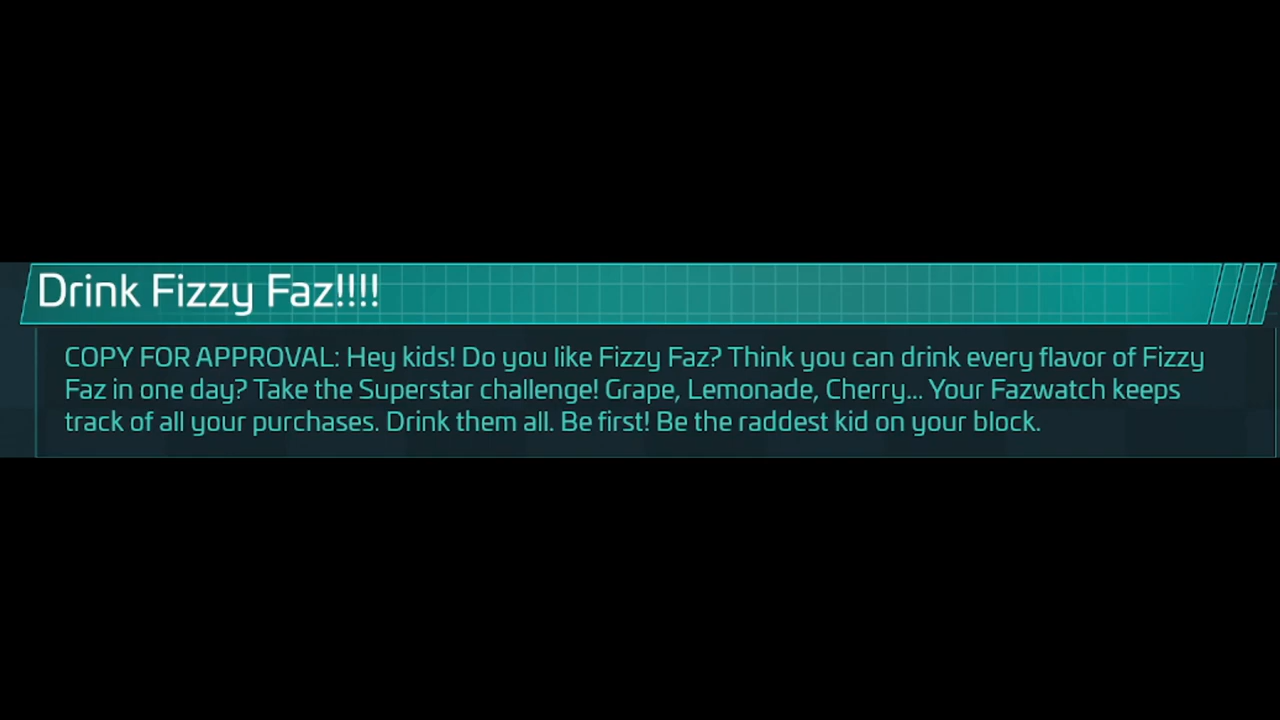 Drink Fizzy Faz!!!!
COPY FOR APPROVAL: Hey kids! Do you like Fizzy Faz? Think you can drink every flavor of Fizzy
Faz in one day? Take the Superstar challenge! Grape, Lemonade, Cherry... Your Fazwatch keeps
track of all your purchases. Drink them all. Be first! Be the raddest kid on your block.